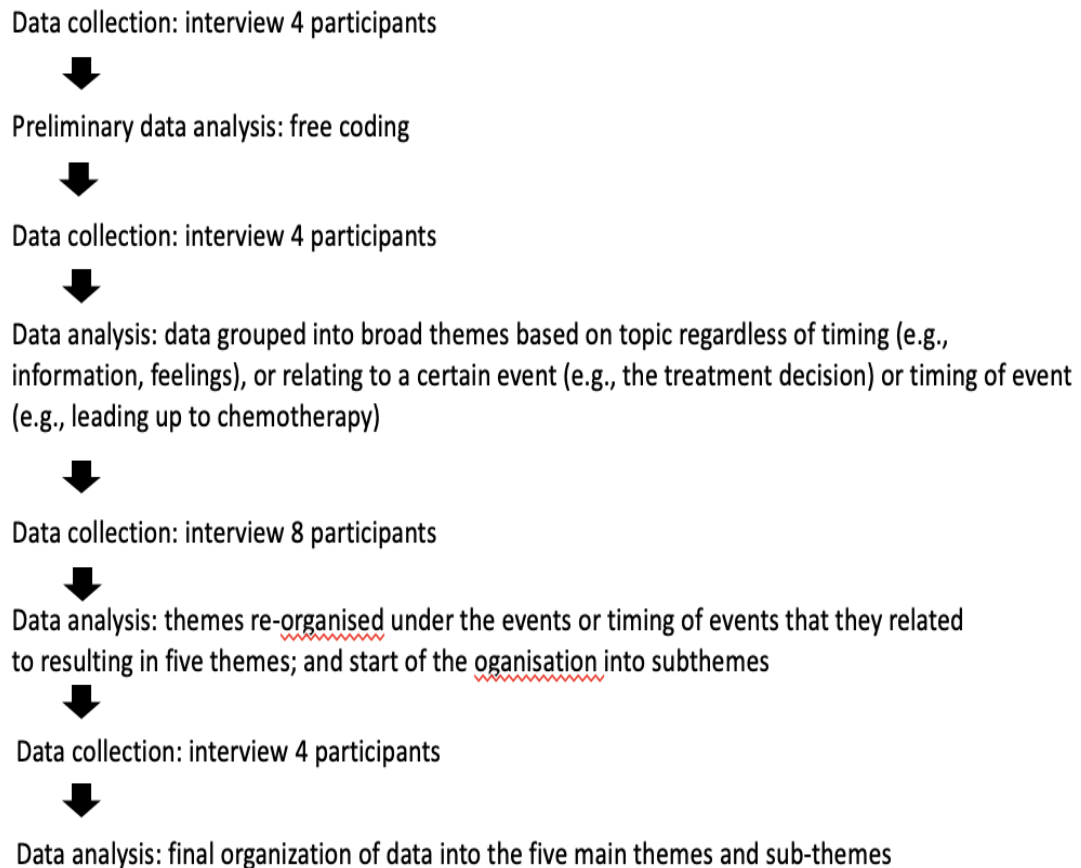 Data collection: interview 4 participants
Preliminary data analysis: free coding
Data collection: interview 4 participants
Data analysis: data grouped into broad themes based on topic regardless of timing (e.g.,
information, feelings), or relating to a certain event (e.g., the treatment decision) or timing of event
(e.g., leading up to chemotherapy)
Data collection: interview 8 participants
Data analysis: themes re-organised under the events or timing of events that they related
to resulting in five themes; and start of the oganisation into subthemes
Data collection: interview 4 participants
Data analysis: final organization of data into the five main themes and sub-themes